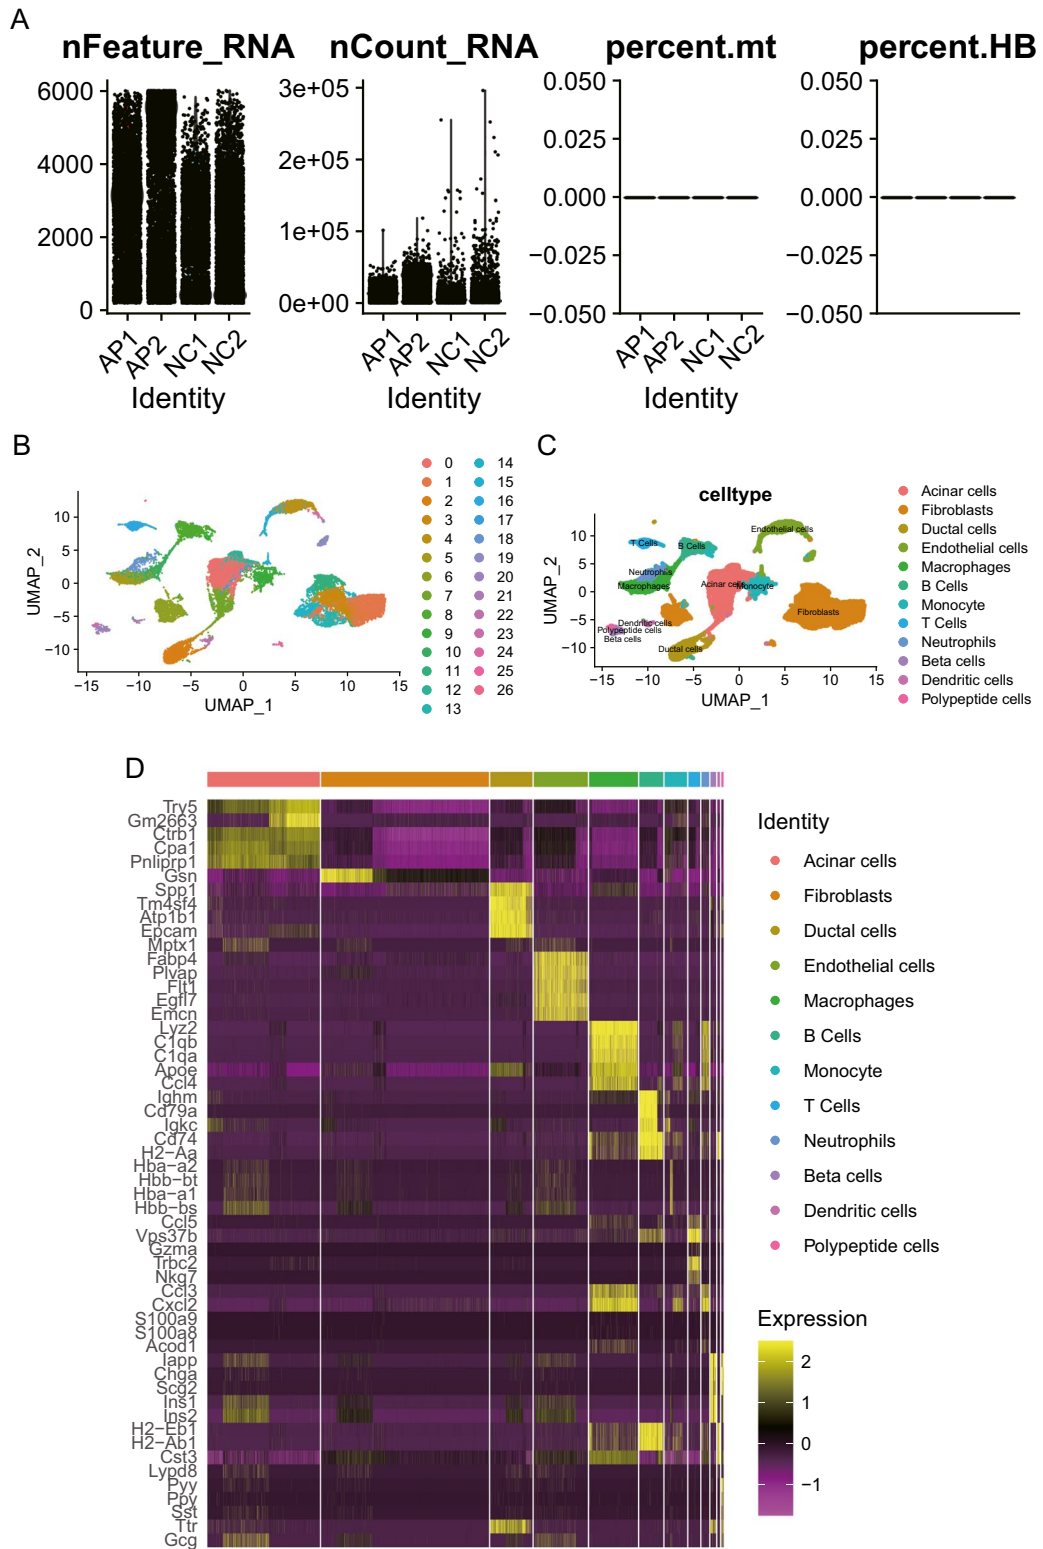 A
nFeature_RNA nCount_RNA percent.mt percent.HB
6000
4000
2000
0
AP1 AP2 NC1 NC2
Identity
3e+05
2e+05
1e+05
0e+00
AP1 AP2 NC1 NC2
Identity
0.050
0.025
0.000
−0.025
−0.050
AP1 AP2 NC1 NC2
Identity
0.050
0.025
0.000
−0.025
−0.050
B
UMAP_2
10
5
0
−5
−10
−15 −10 −5 0 5 10 15
UMAP_1
0
1
2
3
4
5
6
7
8
9
10
11
12
13
14
15
16
17
18
19
20
21
22
23
24
25
26
C
celltype
UMAP_2
10
5
0
−5
−10
Endothelial cells
T Cells
B Cells
Neutrophils
Macrophages
Acinar cells
Monocyte
Fibroblasts
Dendritic cells
Polypeptide cells
Beta cells
Ductal cells
−15 −10 −5 0 5 10 15
UMAP_1
Acinar cells
Fibroblasts
Ductal cells
Endothelial cells
Macrophages
B Cells
Monocyte
T Cells
Neutrophils
Beta cells
Dendritic cells
Polypeptide cells
D
Try5
Gm2663
Ctrb1
Cpa1
Pnliprp1
Gsn
Spp1
Tm4sf4
Atp1b1
Epcam
Mptx1
Fabp4
Plvap
Flt1
Egfl7
Emcn
Lyz2
C1qb
C1qa
Apoe
Ccl4
Ighm
Cd79a
Igkc
Cd74
H2−Aa
Hba−a2
Hbb−bt
Hba−a1
Hbb−bs
Ccl5
Vps37b
Gzma
Trbc2
Nkg7
Ccl3
Cxcl2
S100a9
S100a8
Acod1
Iapp
Chga
Scg2
Ins1
Ins2
H2−Eb1
H2−Ab1
Cst3
Lypd8
Pyy
Ppy
Sst
Ttr
Gcg
Identity
Acinar cells
Fibroblasts
Ductal cells
Endothelial cells
Macrophages
B Cells
Monocyte
T Cells
Neutrophils
Beta cells
Dendritic cells
Polypeptide cells
Expression
2
1
0
−1